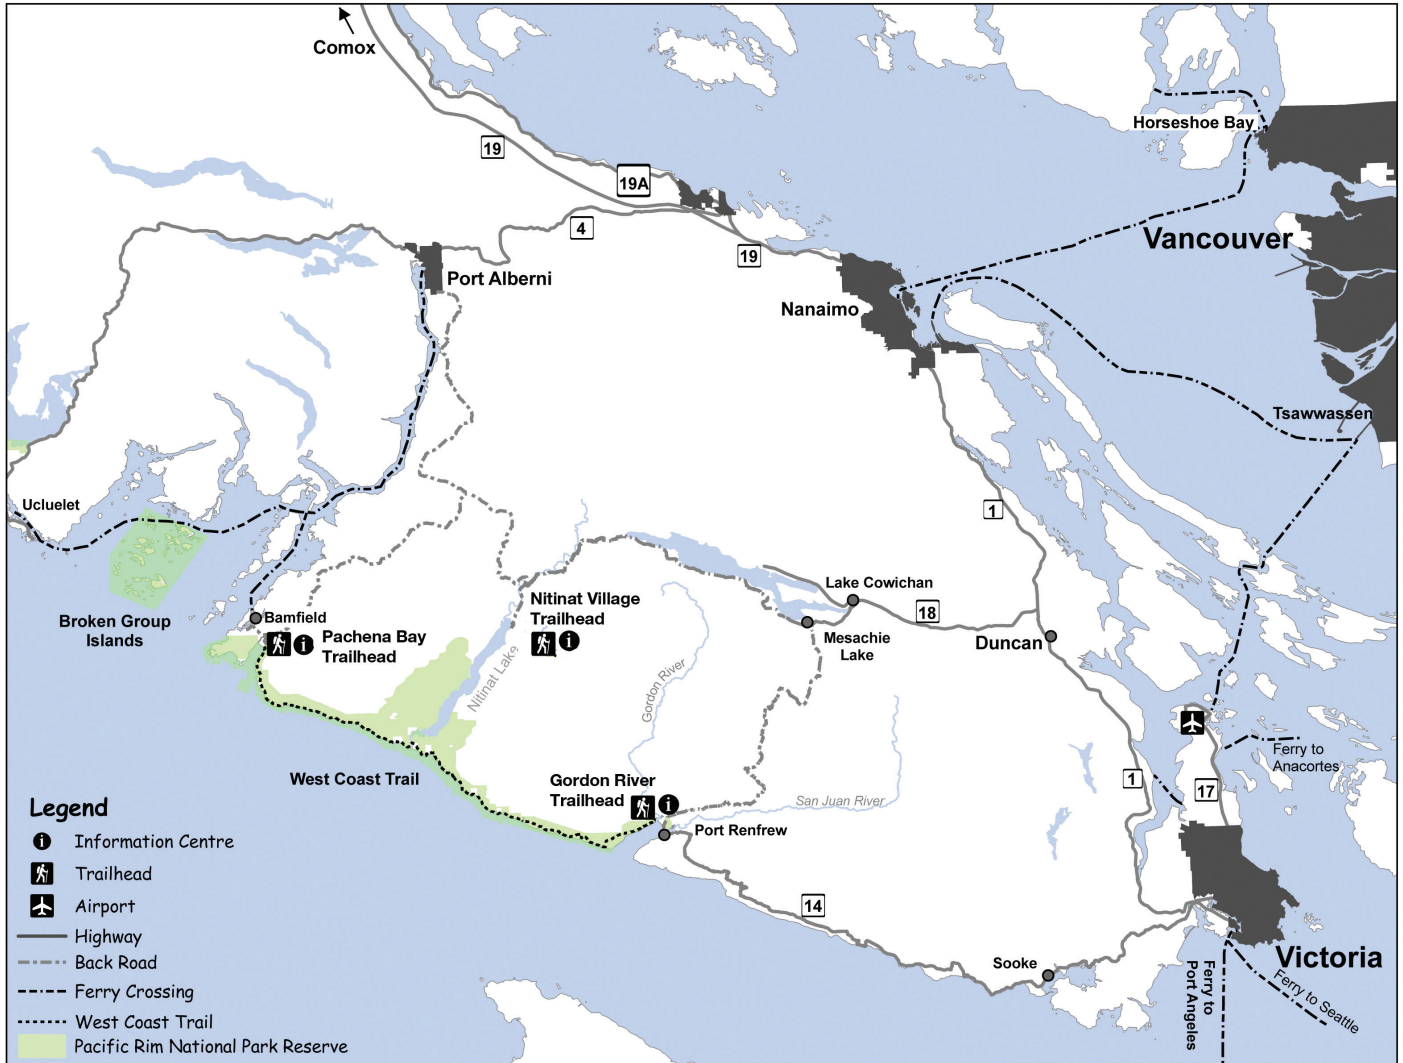 Comox
Horseshoe Bay
19
19A
4
19
Vancouver
Port Alberni
Nanaimo
Tsawwassen
Ucluelet
1
Lake Cowichan
Nitinat Village
Trailhead
i
18
Broken Group
Islands
Bamfield
Pachena Bay
Trailhead
i
Mesachie
Lake
Duncan
Nitinat Lake
Gordon River
Ferry to
Anacortes
West Coast Trail
Gordon River
Trailhead
i
1
17
San Juan River
Port Renfrew
14
Sooke
Victoria
Ferry to
Port Angeles
Ferry to Seattle
Legend
i Information Centre
Trailhead
Airport
Highway
Back Road
Ferry Crossing
West Coast Trail
Pacific Rim National Park Reserve